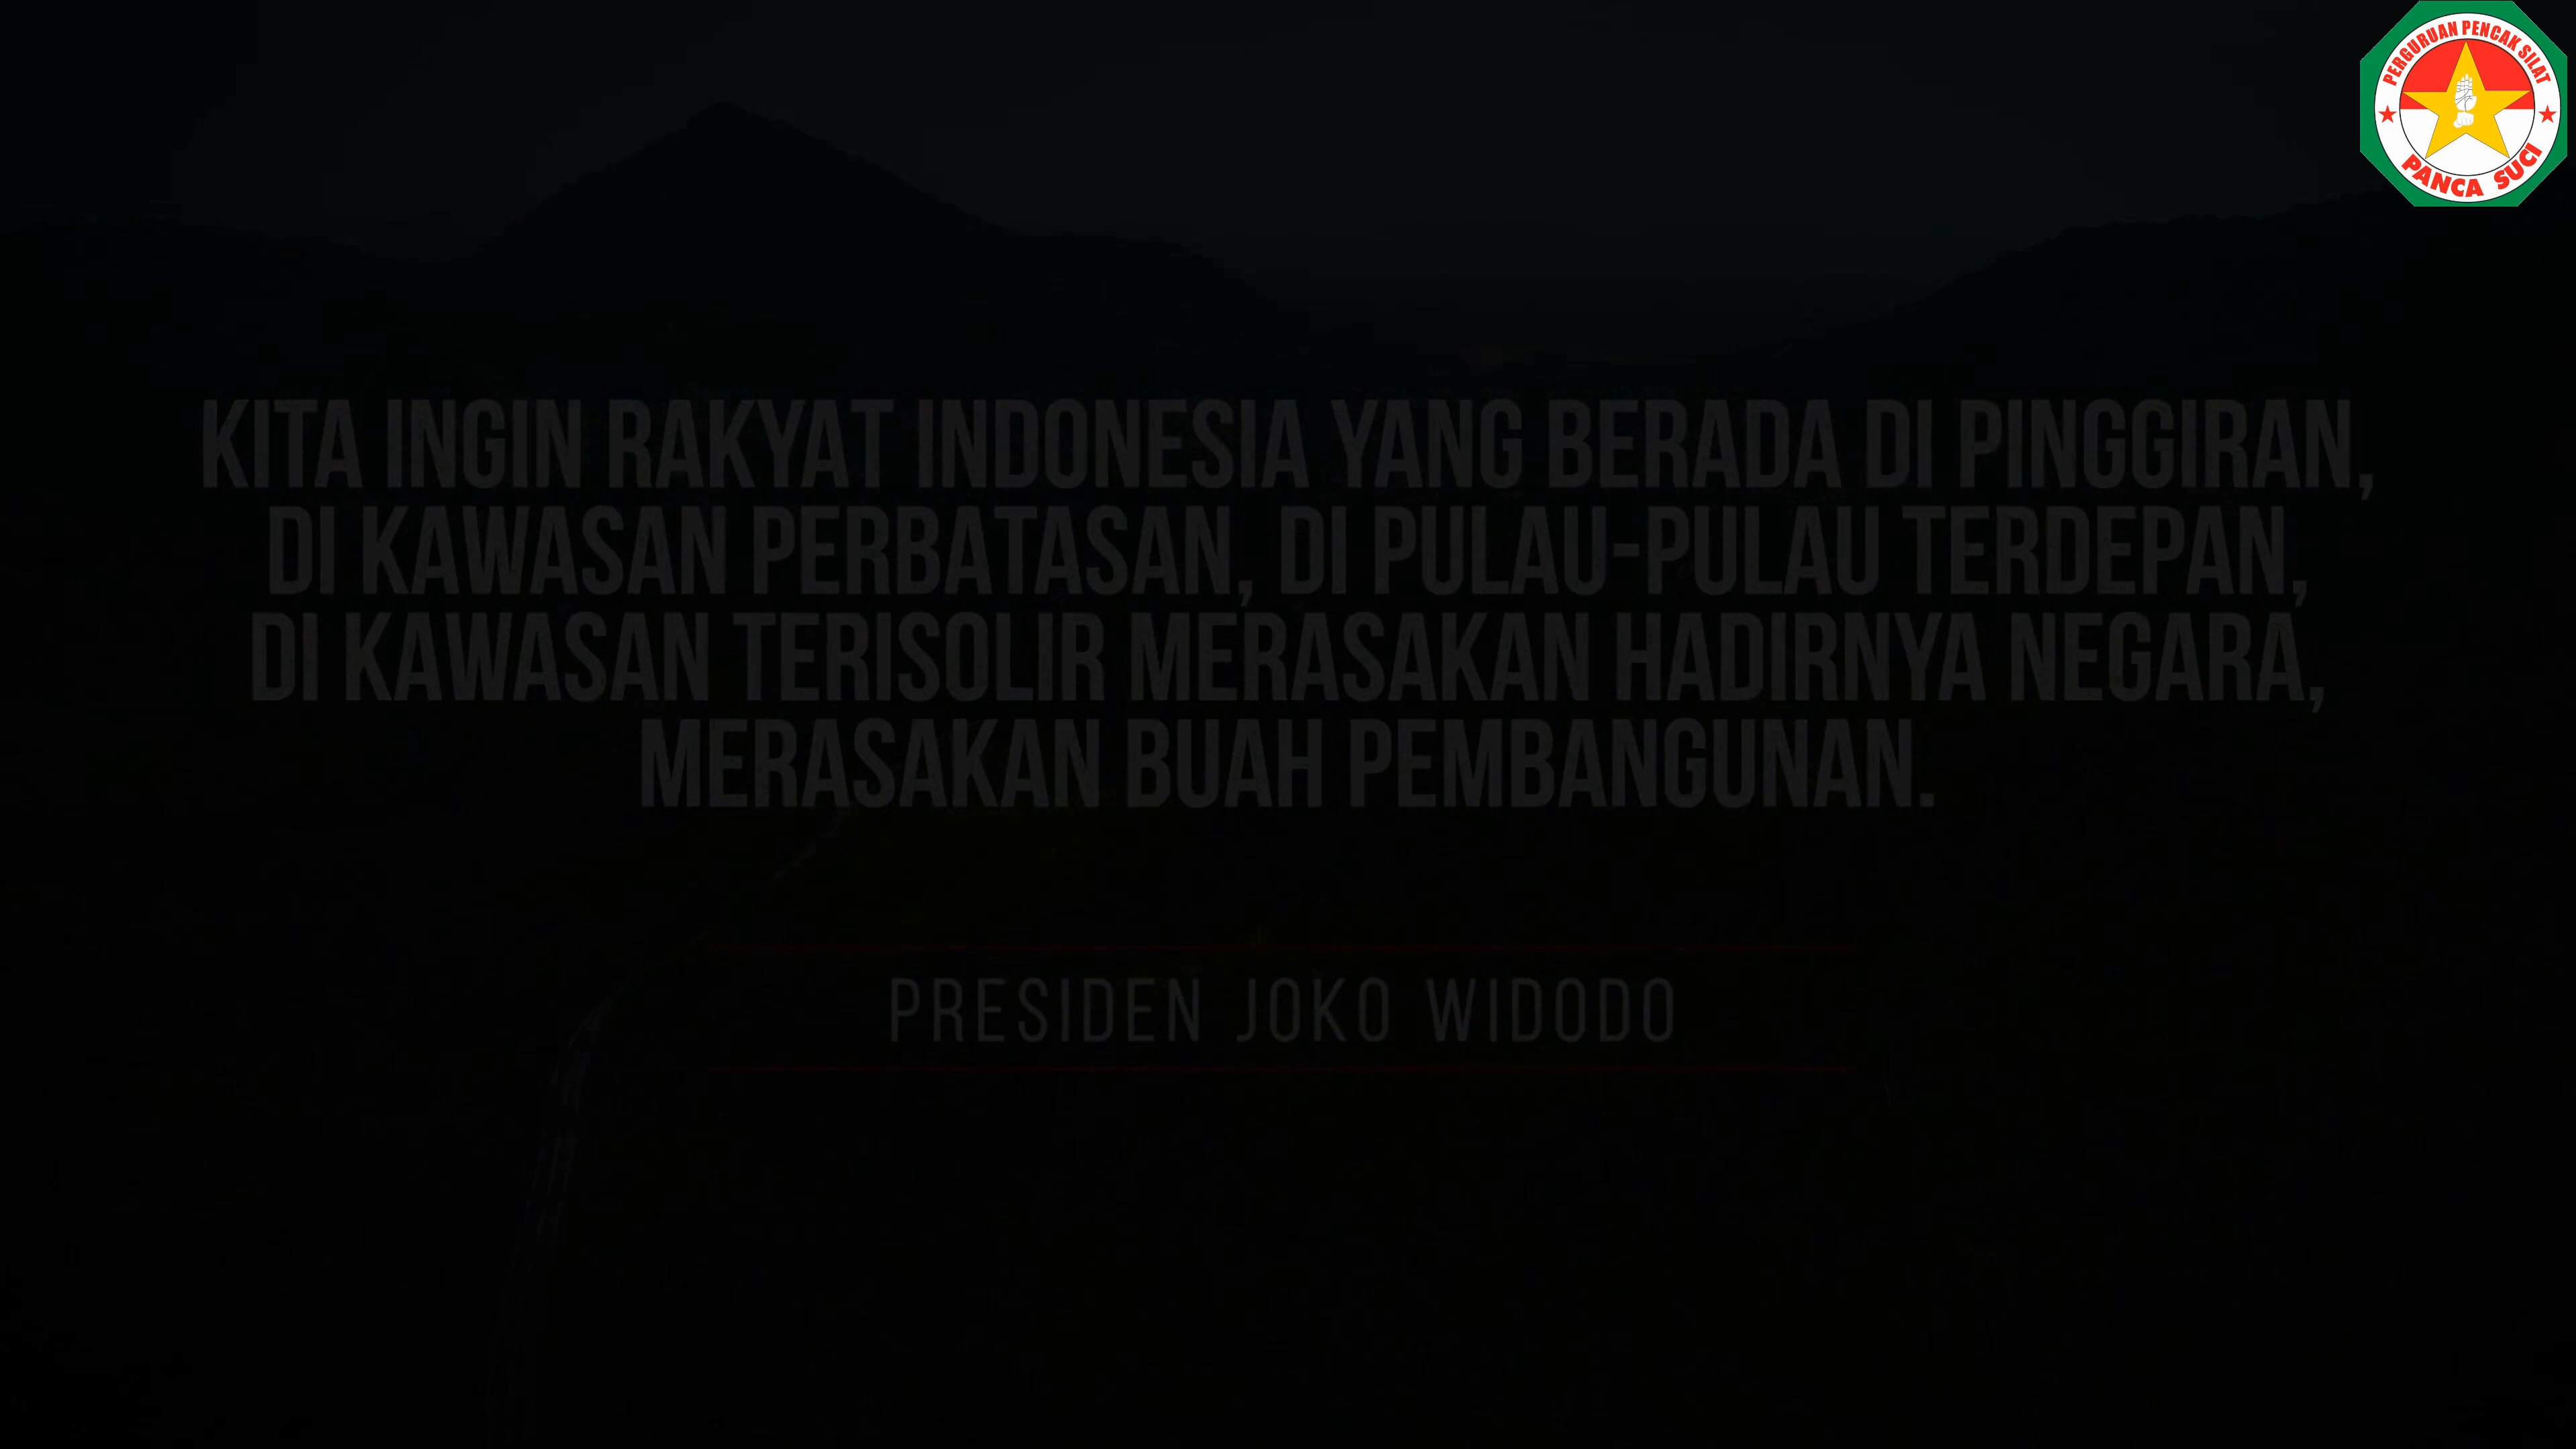 PERGURUAN PENCAK SILAT
PANCA SUCI
KITA INGIN RAKYAT INDONESIA YANG BERADA DI PINGGIRAN,
DI KAWASAN PERBATASAN, DI PULAU-PULAU TERDEPAN,
DI KAWASAN TERISOLIR MERASAKAN HADIRNYA NEGARA,
MERASAKAN BUAH PEMBANGUNAN.
PRESIDEN JOKO WIDODO